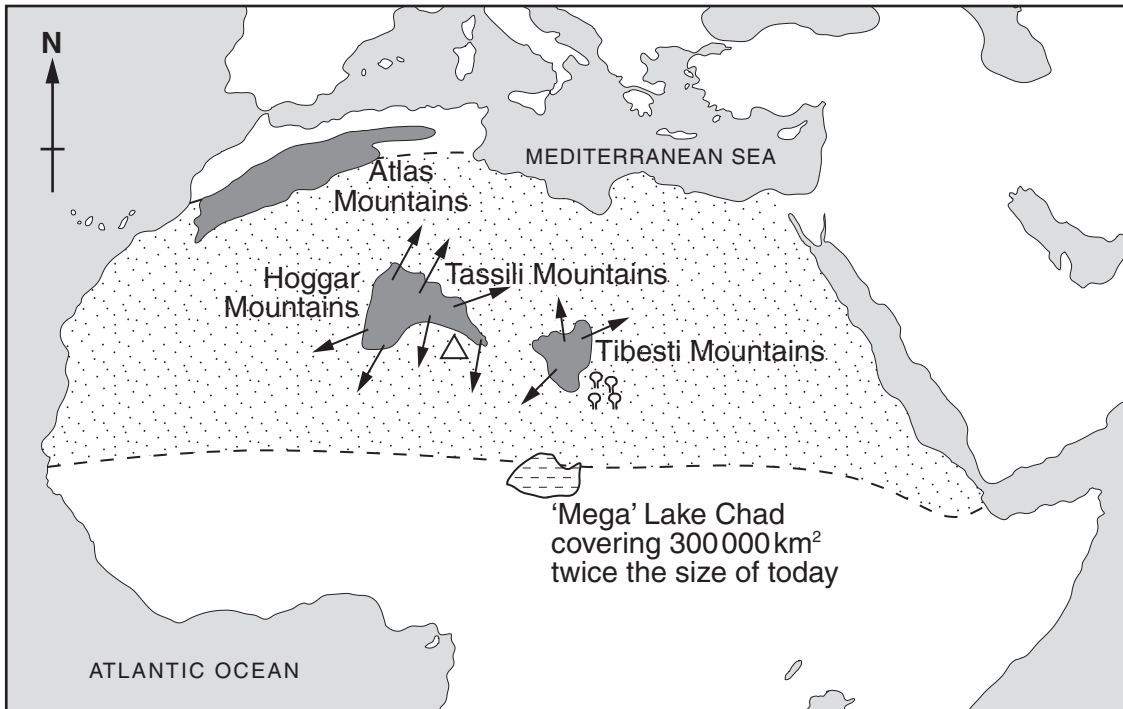 N
MEDITERRANEAN SEA
Atlas
Mountains
Hoggar
Mountains
Tassili Mountains
Tibesti Mountains
‘Mega’ Lake Chad
covering 300 000 km²
twice the size of today
ATLANTIC OCEAN